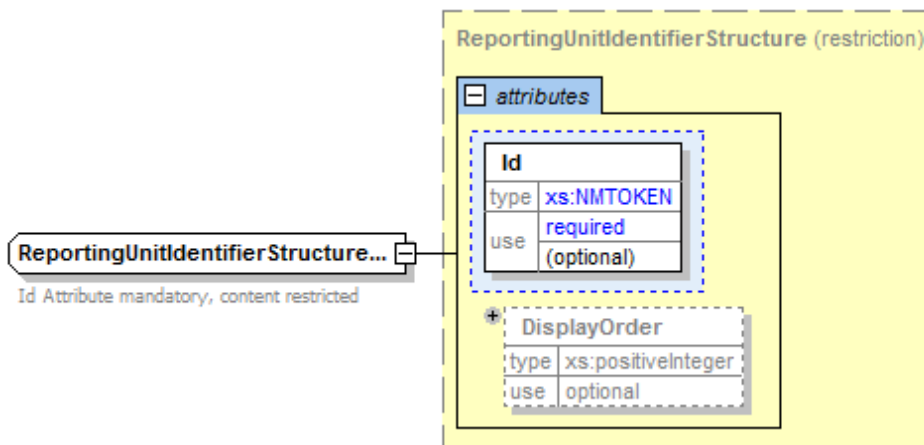 ReportingUnitIdentifierStructure (restriction)
attributes
Id
type xs:NMTOKEN
use required
(optional)
ReportingUnitIdentifierStructure...
Id Attribute mandatory, content restricted
DisplayOrder
type xs:positiveInteger
use optional